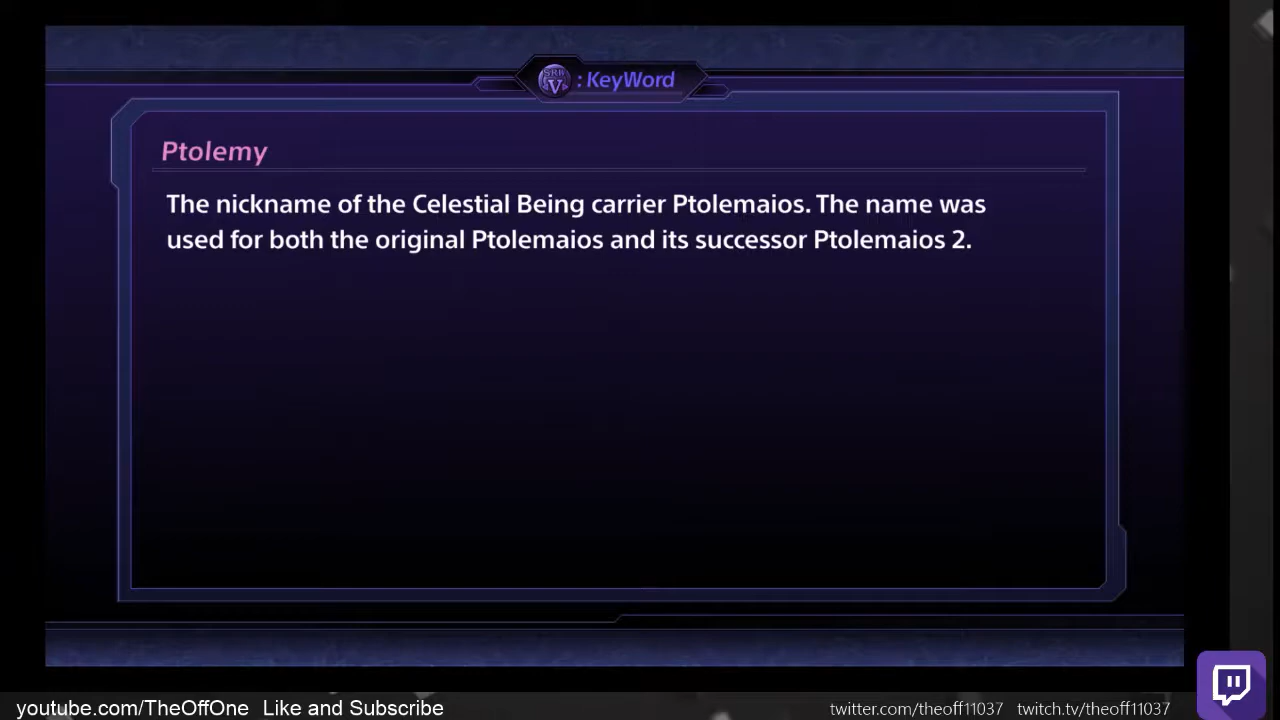 SRW
V : KeyWord
Ptolemy
The nickname of the Celestial Being carrier Ptolemaios. The name was
used for both the original Ptolemaios and its successor Ptolemaios 2.
youtube.com/TheOffOne Like and Subscribe
twitter.com/theoff11037 twitch.tv/theoff11037